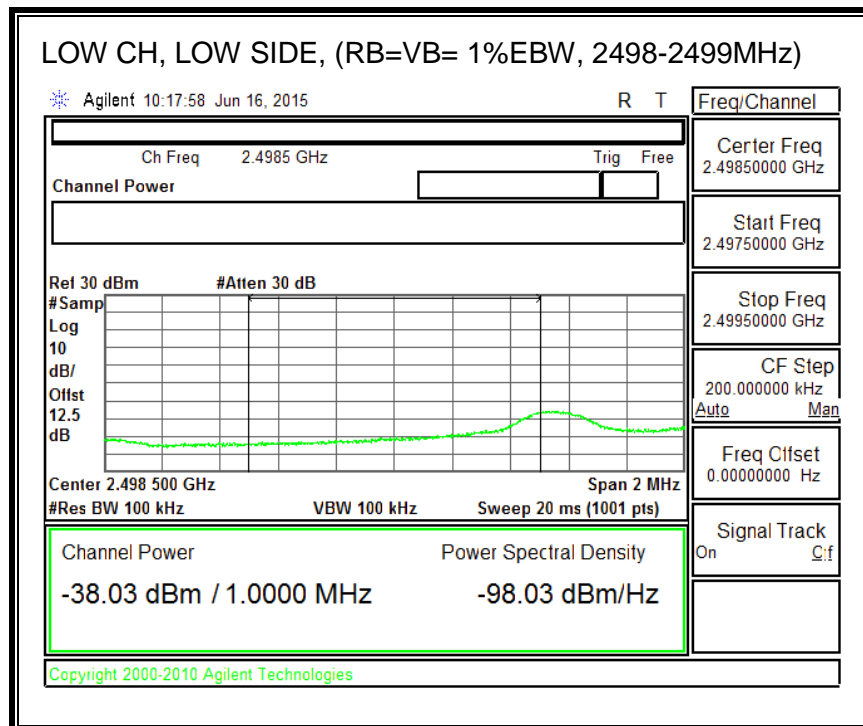 LOW CH, LOW SIDE, (RB=VB= 1%EBW, 2498-2499MHz)
Agilent 10:17:58 Jun 16, 2015 R T
Freq/Channel
Ch Freq 2.4985 GHz Trig Free
Channel Power
Center Freq
2.49850000 GHz
Start Freq
2.49750000 GHz
Stop Freq
2.49950000 GHz
CF Step
200.000000 kHz
Auto Man
Freq Offset
0.00000000 Hz
Signal Track
On Off
Ref 30 dBm #Atten 30 dB
#Samp
Log
10
dB/
Offst
12.5
dB
Center 2.498 500 GHz Span 2 MHz
#Res BW 100 kHz VBW 100 kHz Sweep 20 ms (1001 pts)
Channel Power Power Spectral Density
-38.03 dBm / 1.0000 MHz -98.03 dBm/Hz
Copyright 2000-2010 Agilent Technologies